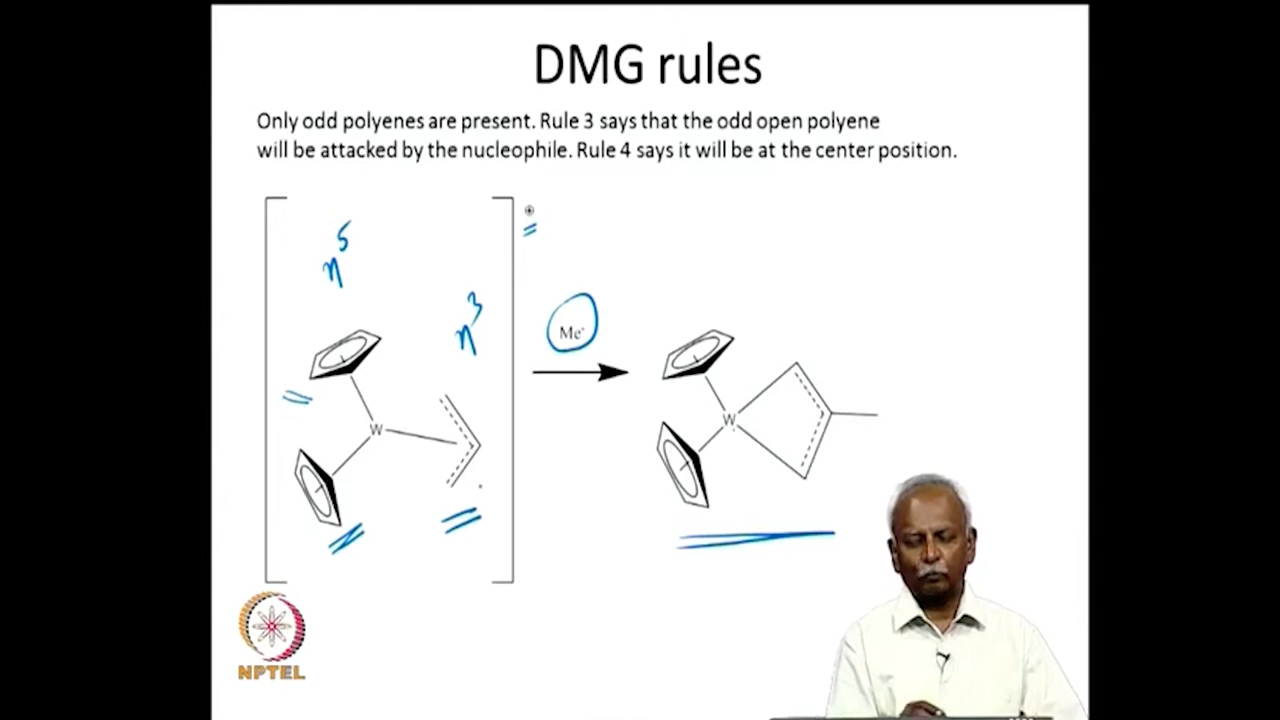 DMG rules
Only odd polyenes are present. Rule 3 says that the odd open polyene
will be attacked by the nucleophile. Rule 4 says it will be at the center position.
η5
η3
Me-
W
W
NPTEL